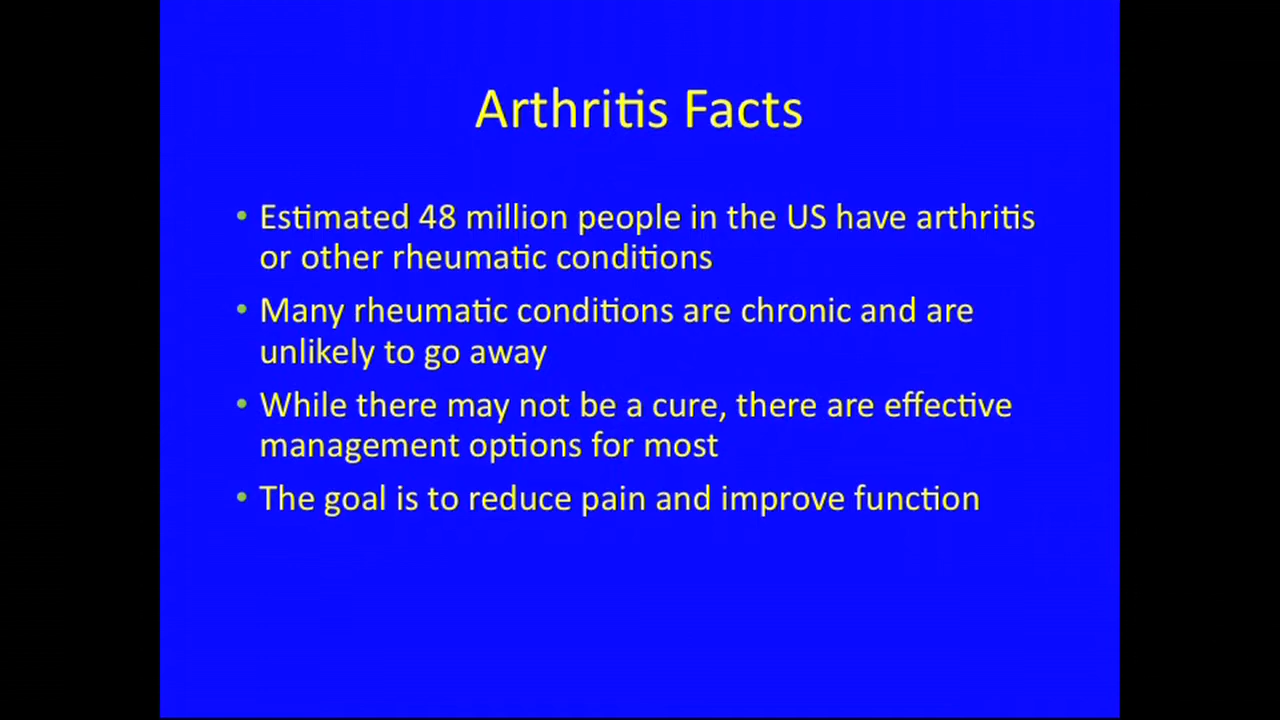 Arthritis Facts
• Estimated 48 million people in the US have arthritis
or other rheumatic conditions
• Many rheumatic conditions are chronic and are
unlikely to go away
• While there may not be a cure, there are effective
management options for most
• The goal is to reduce pain and improve function